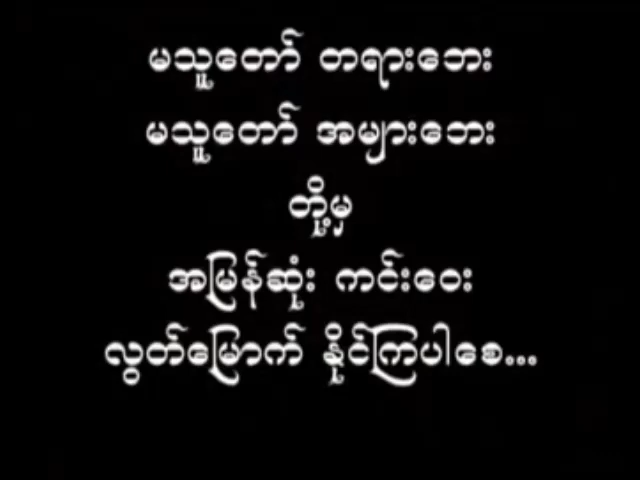 မသူတော် တရားဘေး
မသူတော် အများဘေး
တို့မှ
အမြန်ဆုံး ကင်းဝေး
လွတ်မြောက် နိုင်ကြပါစေ...